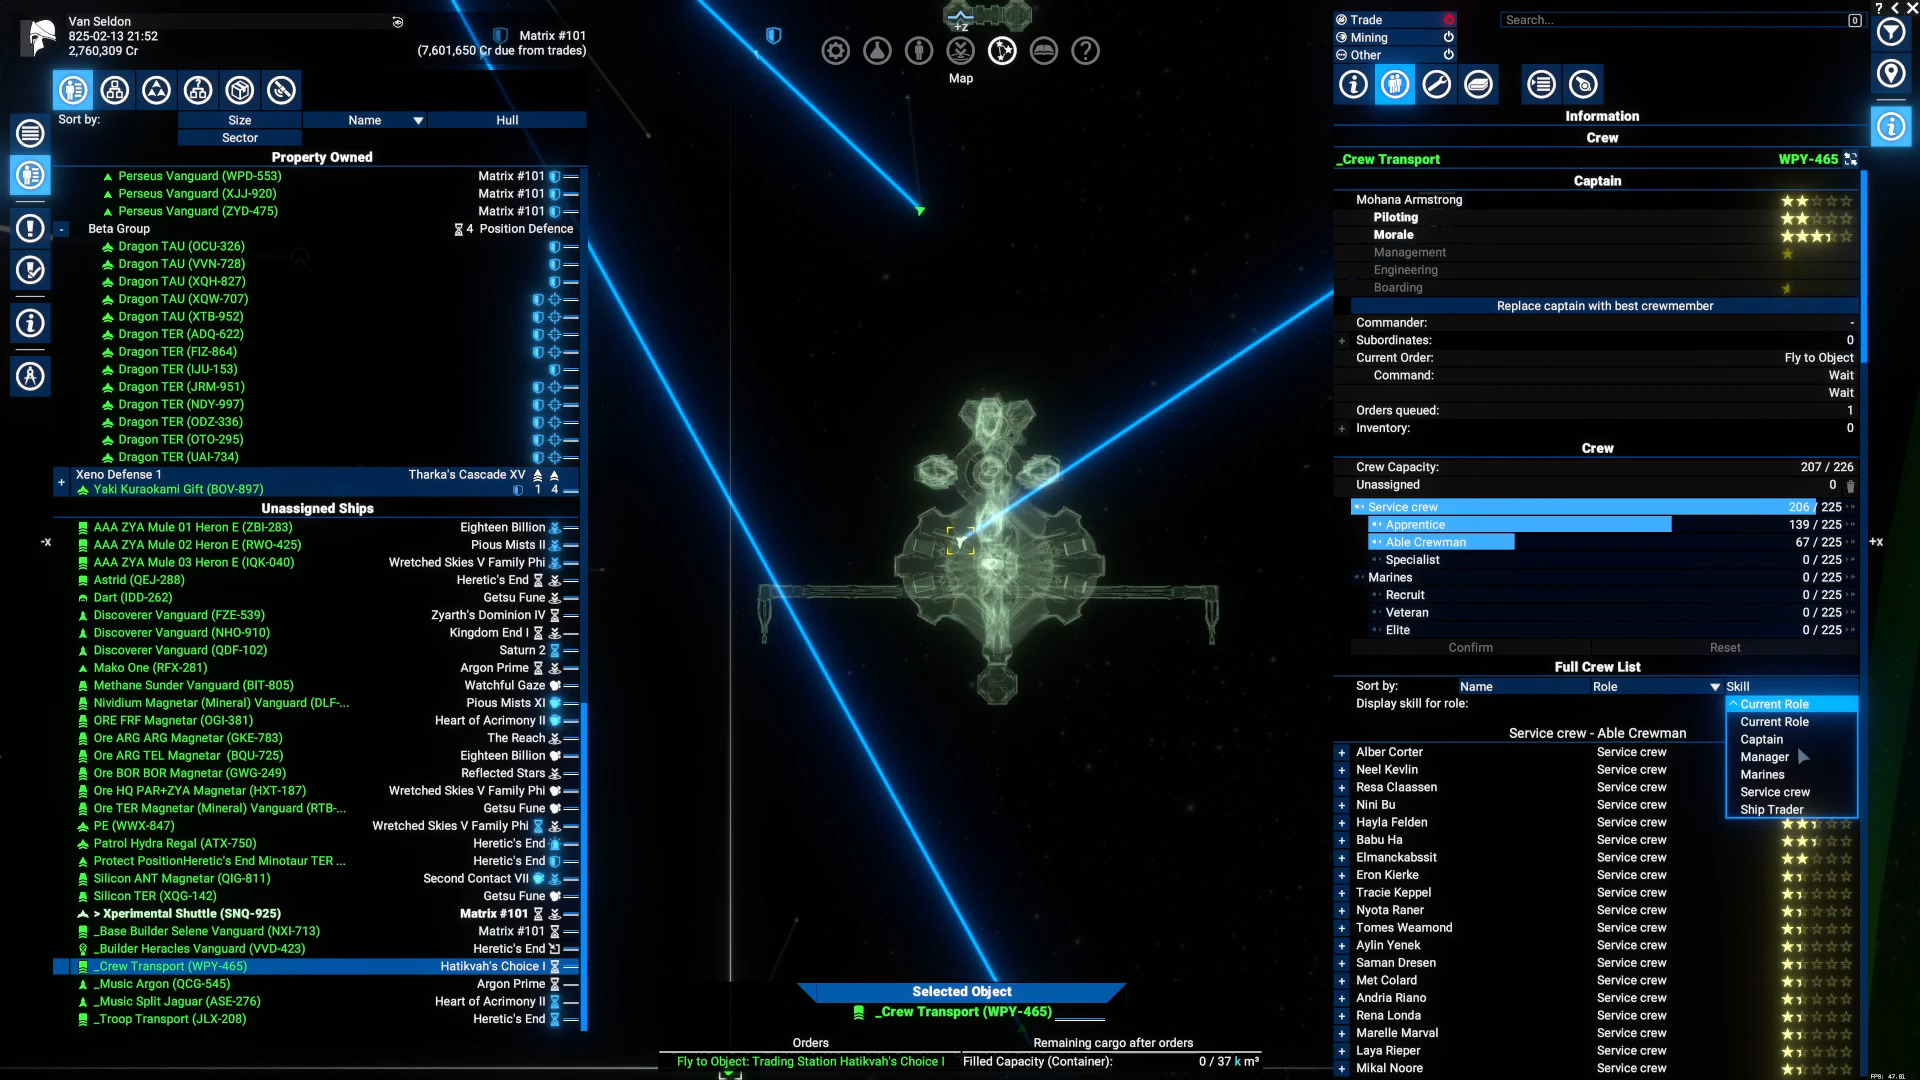 Van Seldon
825-02-13 21:52
2,760,309 Cr
Matrix #101
(7,601,650 Cr due from trades)
Sort by:
Size
Name
Hull
Sector
Property Owned
Perseus Vanguard (WPD-553) Matrix #101
Perseus Vanguard (XJJ-920) Matrix #101
Perseus Vanguard (ZYD-475) Matrix #101
- Beta Group 4 Position Defence
Dragon TAU (OCU-326)
Dragon TAU (VVN-728)
Dragon TAU (XQH-827)
Dragon TAU (XQW-707)
Dragon TAU (XTB-952)
Dragon TER (ADQ-622)
Dragon TER (FIZ-864)
Dragon TER (IJU-153)
Dragon TER (JRM-951)
Dragon TER (NDY-997)
Dragon TER (ODZ-336)
Dragon TER (OTO-295)
Dragon TER (UAI-734)
+ Xeno Defense 1 Tharka's Cascade XV
Yaki Kuraokami Gift (BOV-897) 1 4
Unassigned Ships
AAA ZYA Mule 01 Heron E (ZBI-283) Eighteen Billion
AAA ZYA Mule 02 Heron E (RWO-425) Pious Mists II
AAA ZYA Mule 03 Heron E (IQK-040) Wretched Skies V Family Phi
Astrid (QEJ-288) Heretic's End
Dart (IDD-262) Getsu Fune
Discoverer Vanguard (FZE-539) Zyarth's Dominion IV
Discoverer Vanguard (NHO-910) Kingdom End I
Discoverer Vanguard (QDF-102) Saturn 2
Mako One (RFX-281) Argon Prime
Methane Sunder Vanguard (BIT-805) Watchful Gaze
Nividium Magnetar (Mineral) Vanguard (DLF-... Pious Mists XI
ORE FRF Magnetar (OGI-381) Heart of Acrimony II
Ore ARG ARG Magnetar (GKE-783) The Reach
Ore ARG TEL Magnetar (BQU-725) Eighteen Billion
Ore BOR BOR Magnetar (GWG-249) Reflected Stars
Ore HQ PAR+ZYA Magnetar (HXT-187) Wretched Skies V Family Phi
Ore TER Magnetar (Mineral) Vanguard (RTB-... Getsu Fune
PE (WWX-847) Wretched Skies V Family Phi
Patrol Hydra Regal (ATX-750) Heretic's End
Protect PositionHeretic's End Minotaur TER ... Heretic's End
Silicon ANT Magnetar (QIG-811) Second Contact VII
Silicon TER (XQG-142) Getsu Fune
> Xperimental Shuttle (SNQ-925) Matrix #101
_Base Builder Selene Vanguard (NXI-713) Matrix #101
_Builder Heracles Vanguard (VVD-423) Heretic's End
_Crew Transport (WPY-465) Hatikvah's Choice I
_Music Argon (QCG-545) Argon Prime
_Music Split Jaguar (ASE-276) Heart of Acrimony II
_Troop Transport (JLX-208) Heretic's End
-X
+Z
?
Map
+X
Selected Object
_Crew Transport (WPY-465)
Orders
Remaining cargo after orders
Fly to Object: Trading Station Hatikvah's Choice I
Filled Capacity (Container): 0 / 37 k m³
? < X
Trade
Mining
Other
Search...
0
Information
Crew
_Crew Transport WPY-465
Captain
Mohana Armstrong
Piloting
Morale
Management
Engineering
Boarding
Replace captain with best crewmember
Commander: -
+ Subordinates: 0
Current Order: Fly to Object
Command: Wait
Wait
Orders queued: 1
+ Inventory: 0
Crew
Crew Capacity: 207 / 226
Unassigned 0
Service crew 206 / 225
Apprentice 139 / 225
Able Crewman 67 / 225
Specialist 0 / 225
Marines 0 / 225
Recruit 0 / 225
Veteran 0 / 225
Elite 0 / 225
Confirm
Reset
Full Crew List
Sort by: Name Role Skill
Display skill for role: Current Role
Current Role
Captain
Manager
Marines
Service crew
Ship Trader
Service crew - Able Crewman
+ Alber Corter Service crew
+ Neel Kevlin Service crew
+ Resa Claassen Service crew
+ Nini Bu Service crew
+ Hayla Felden Service crew
+ Babu Ha Service crew
+ Elmanckabssit Service crew
+ Eron Kierke Service crew
+ Tracie Keppel Service crew
+ Nyota Raner Service crew
+ Tomes Weamond Service crew
+ Aylin Yenek Service crew
+ Saman Dresen Service crew
+ Met Colard Service crew
+ Andria Riano Service crew
+ Rena Londa Service crew
+ Marelle Marval Service crew
+ Laya Rieper Service crew
+ Mikal Noore Service crew
FPS: 47.81